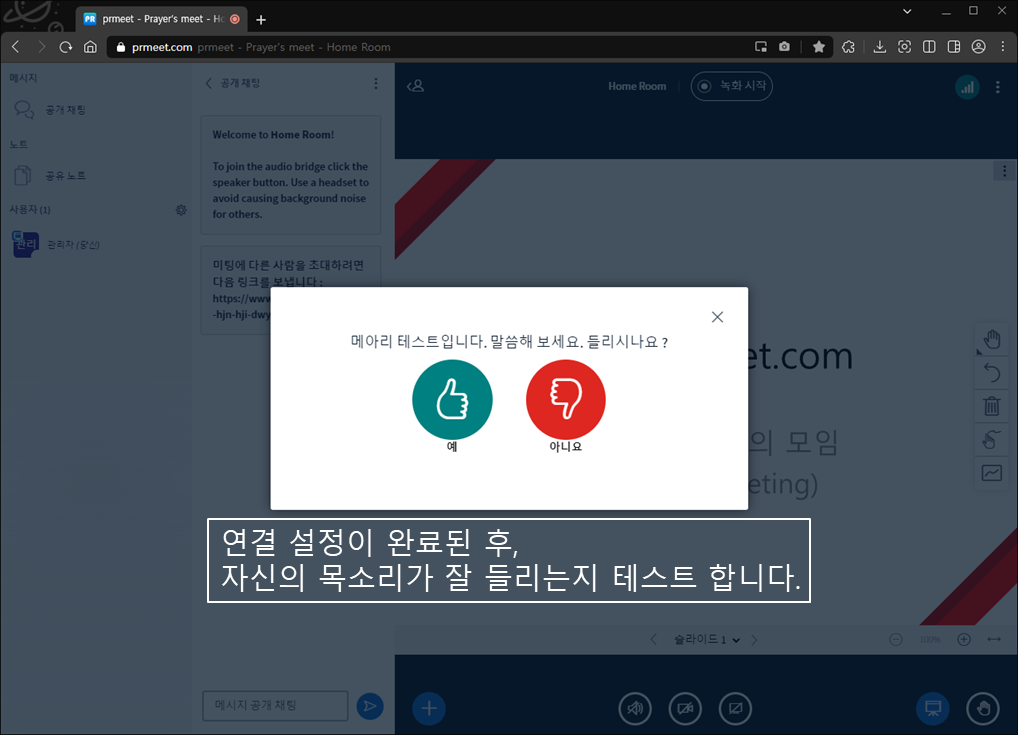 PR prmeet - Prayer's meet - Hc
prmeet.com prmeet - Prayer's meet - Home Room
메시지
공개 채팅
노트
공유 노트
사용자 (1)
관리 관리자 (당신)
공개 채팅
Welcome to Home Room!
To join the audio bridge click the
speaker button. Use a headset to
avoid causing background noise
for others.
미팅에 다른 사람을 초대하려면
다음 링크를 보냅니다 :
https://www
-hjn-hji-dwy
메시지 공개 채팅
Home Room
녹화 시작
et.com
의 모임
eting)
메아리 테스트입니다. 말씀해 보세요. 들리시나요 ?
예
아니요
연결 설정이 완료된 후,
자신의 목소리가 잘 들리는지 테스트 합니다.
슬라이드 1
100%